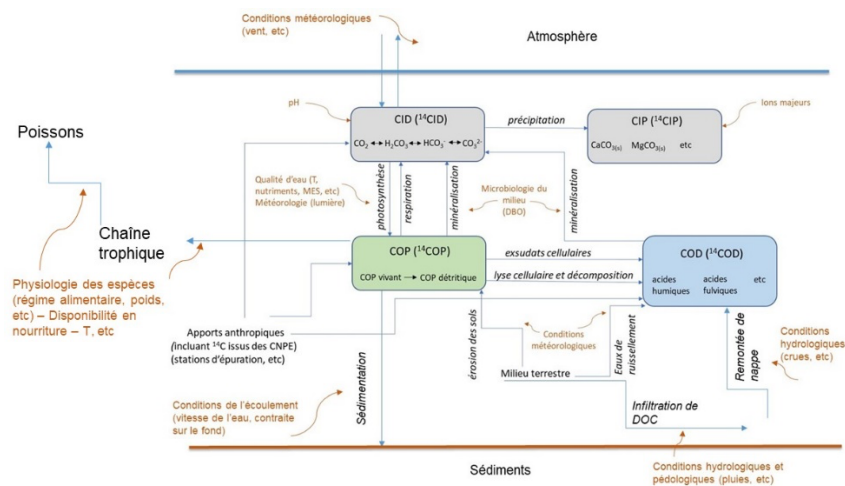 Conditions météorologiques
(vent, etc)
Atmosphère
pH
CID (¹⁴CID)
CO₂ ↔ H₂CO₃ ↔ HCO₃⁻ ↔ CO₃²⁻
précipitation
CIP (¹⁴CIP)
CaCO₃₍ₛ₎ MgCO₃₍ₛ₎ etc
Ions majeurs
Poissons
Qualité d'eau (T,
nutriments, MES, etc)
Météorologie (lumière)
photosynthèse
respiration
minéralisation
Microbiologie du
milieu
(DBO)
minéralisation
Chaîne
trophique
COP (¹⁴COP)
COP vivant → COP détritique
exsudats cellulaires
lyse cellulaire et décomposition
COD (¹⁴COD)
acides acides etc
humiques fulviques
Physiologie des espèces
(régime alimentaire, poids,
etc) – Disponibilité en
nourriture – T, etc
Apports anthropiques
(incluant ¹⁴C issus des CNPE)
(stations d'épuration, etc)
Sédimentation
érosion des sols
Conditions
météorologiques
Eaux de
ruissellement
Milieu terrestre
Remontée de
nappe
Conditions
hydrologiques
(crues, etc)
Conditions de l'écoulement
(vitesse de l'eau, contraite
sur le fond)
Infiltration de
DOC
Sédiments
Conditions hydrologiques et
pédologiques (pluies, etc)